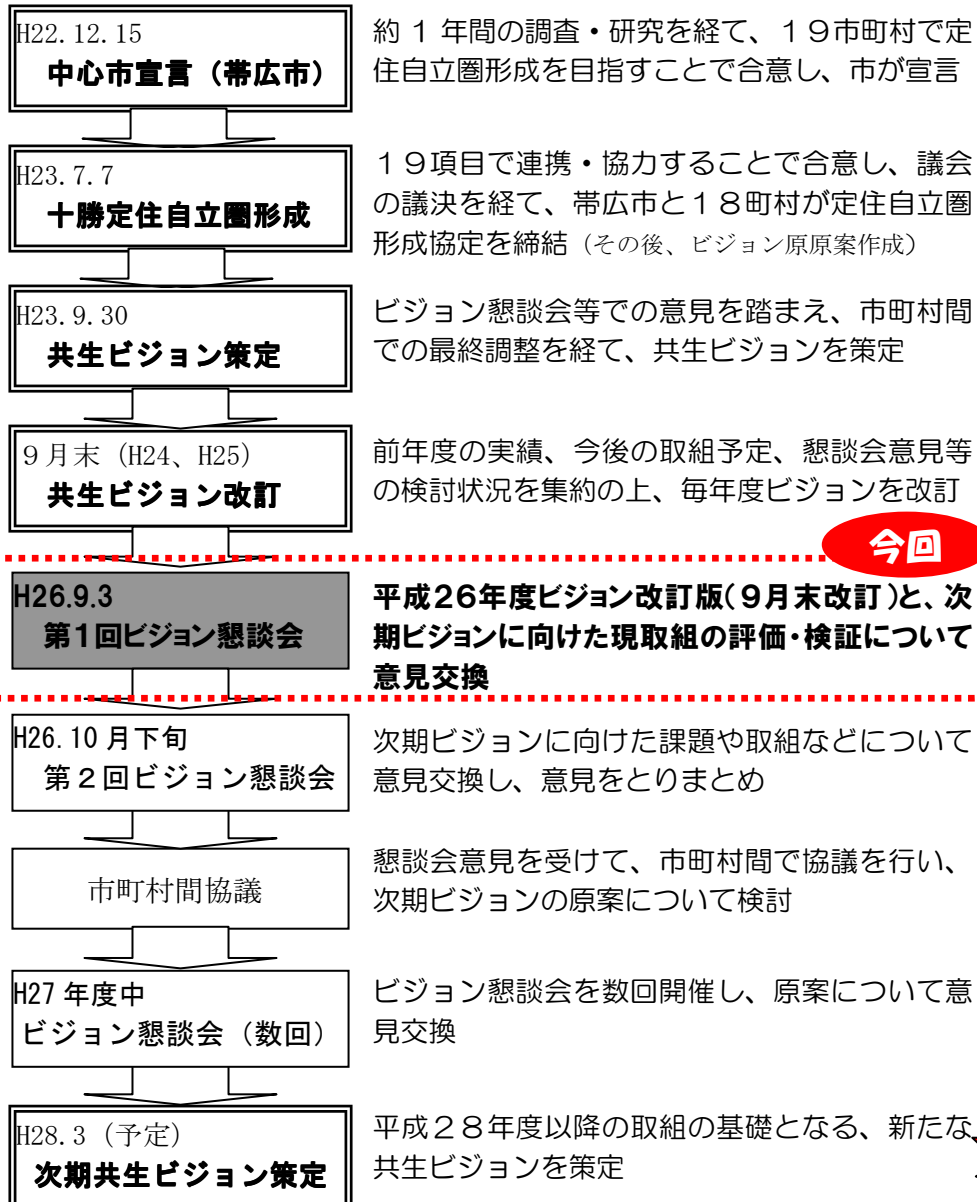 H22.12.15
中心市宣言（帯広市）
約 1 年間の調査・研究を経て、１９市町村で定
住自立圏形成を目指すことで合意し、市が宣言
H23.7.7
十勝定住自立圏形成
１９項目で連携・協力することで合意し、議会
の議決を経て、帯広市と１８町村が定住自立圏
形成協定を締結（その後、ビジョン原原案作成）
H23.9.30
共生ビジョン策定
ビジョン懇談会等での意見を踏まえ、市町村間
での最終調整を経て、共生ビジョンを策定
９月末（H24、H25）
共生ビジョン改訂
前年度の実績、今後の取組予定、懇談会意見等
の検討状況を集約の上、毎年度ビジョンを改訂
今回
H26.9.3
第１回ビジョン懇談会
平成２６年度ビジョン改訂版（９月末改訂）と、次
期ビジョンに向けた現取組の評価・検証について
意見交換
H26.10 月下旬
第２回ビジョン懇談会
次期ビジョンに向けた課題や取組などについて
意見交換し、意見をとりまとめ
市町村間協議
懇談会意見を受けて、市町村間で協議を行い、
次期ビジョンの原案について検討
H27 年度中
ビジョン懇談会（数回）
ビジョン懇談会を数回開催し、原案について意
見交換
H28.3（予定）
次期共生ビジョン策定
平成２８年度以降の取組の基礎となる、新たな
共生ビジョンを策定